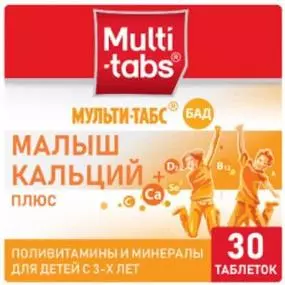 Multi
-tabs®
МУЛЬТИ-ТАБС® БАД
МАЛЫШ
КАЛЬЦИЙ +
ПЛЮС
D₃
B₁₂
Se
Ca
C
ПОЛИВИТАМИНЫ И МИНЕРАЛЫ
ДЛЯ ДЕТЕЙ С 3-Х ЛЕТ
30
ТАБЛЕТОК